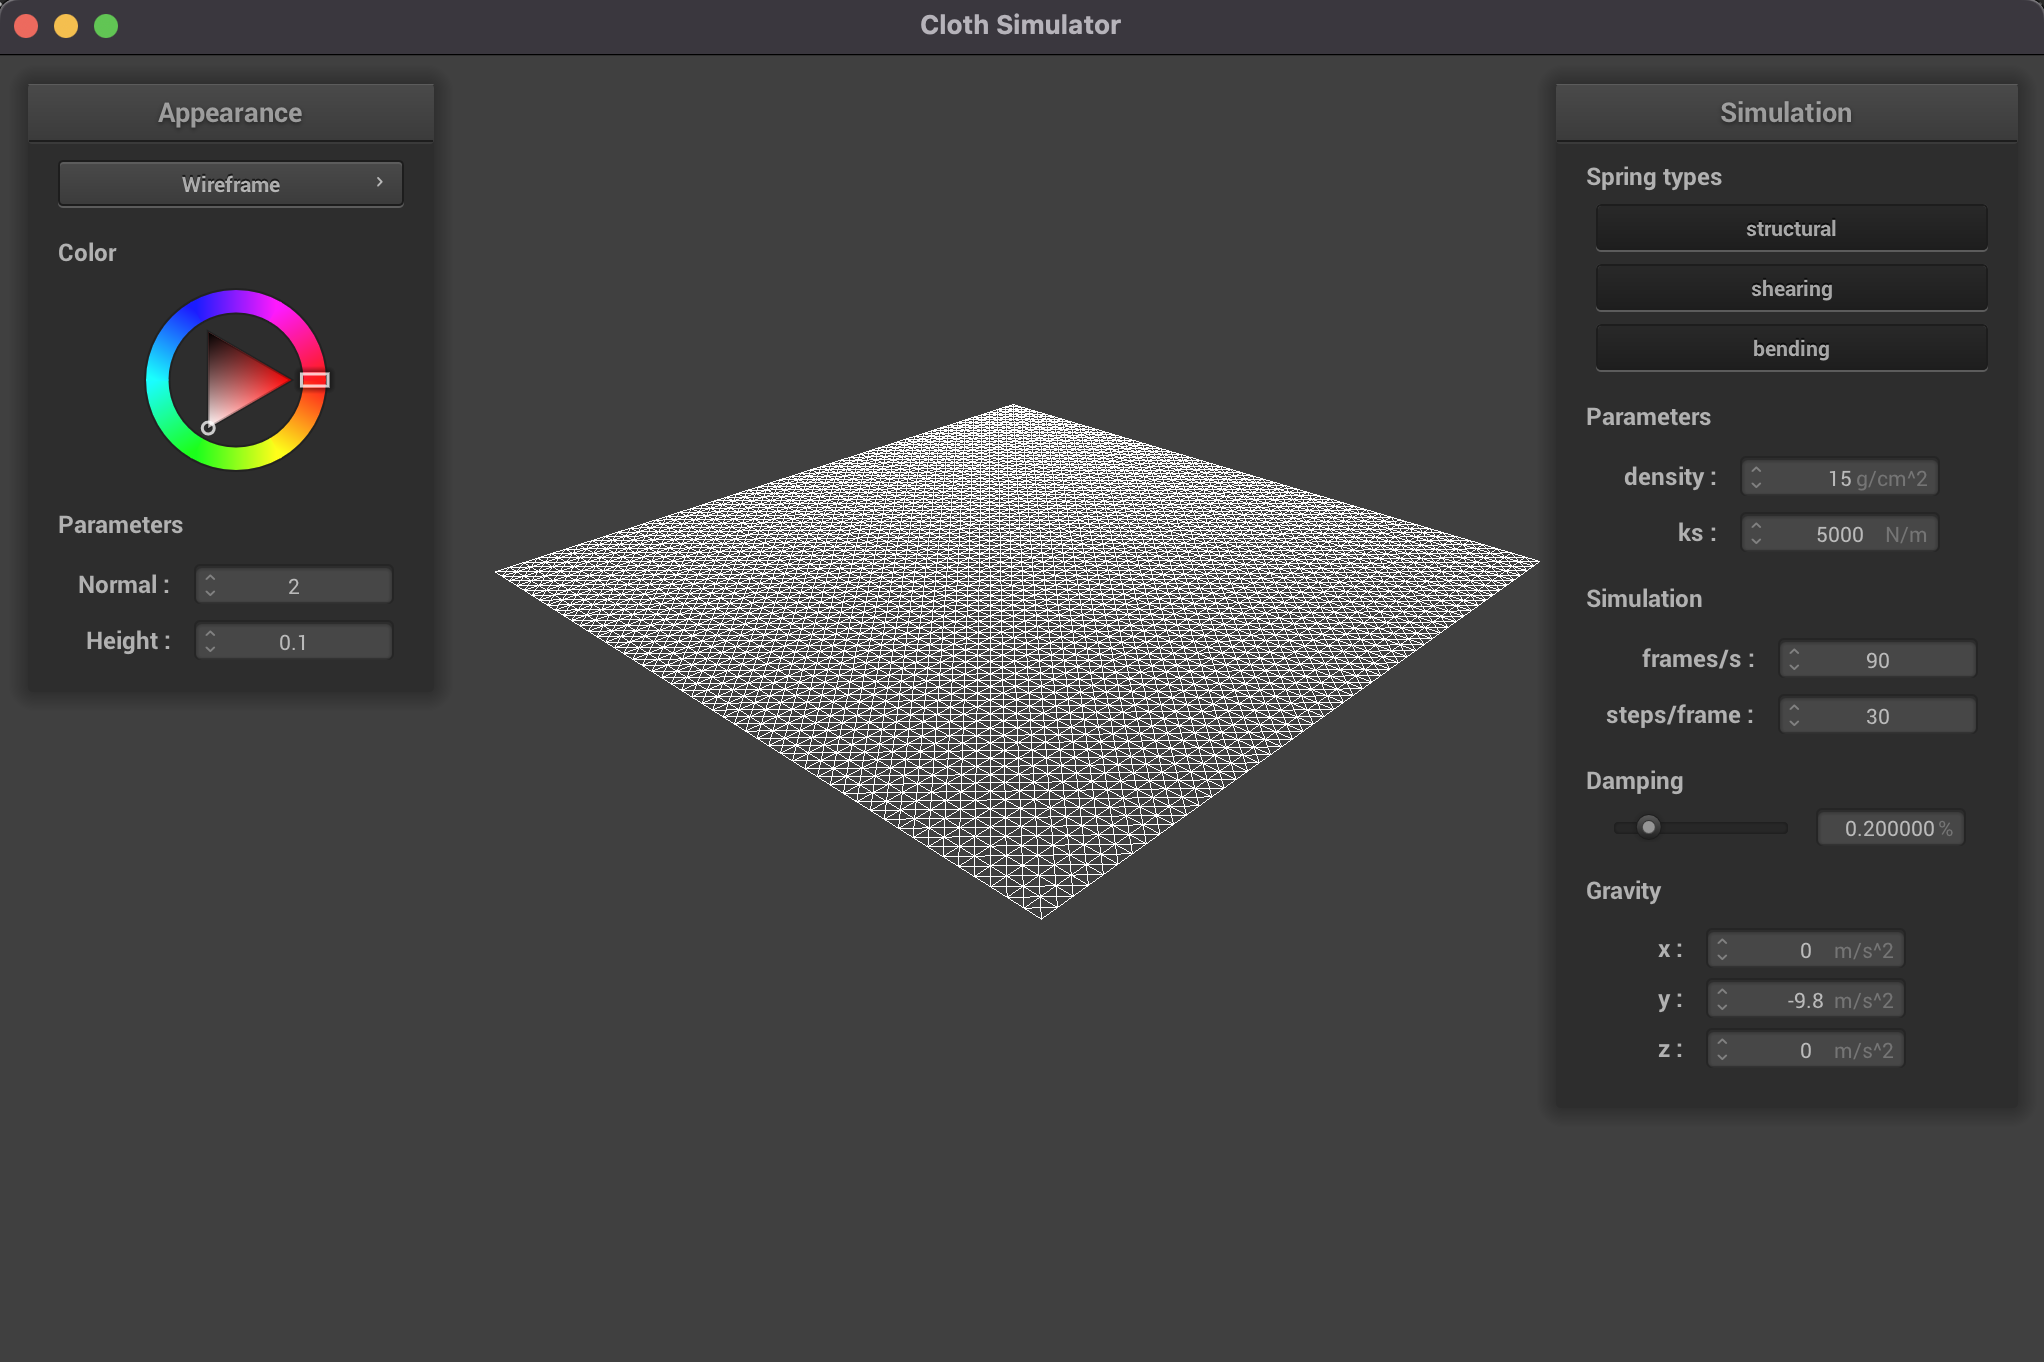 Cloth Simulator
Appearance
Wireframe
Color
Parameters
Normal : 2
Height : 0.1
Simulation
Spring types
structural
shearing
bending
Parameters
density : 15 g/cm^2
ks : 5000 N/m
Simulation
frames/s : 90
steps/frame : 30
Damping
0.200000 %
Gravity
x : 0 m/s^2
y : -9.8 m/s^2
z : 0 m/s^2